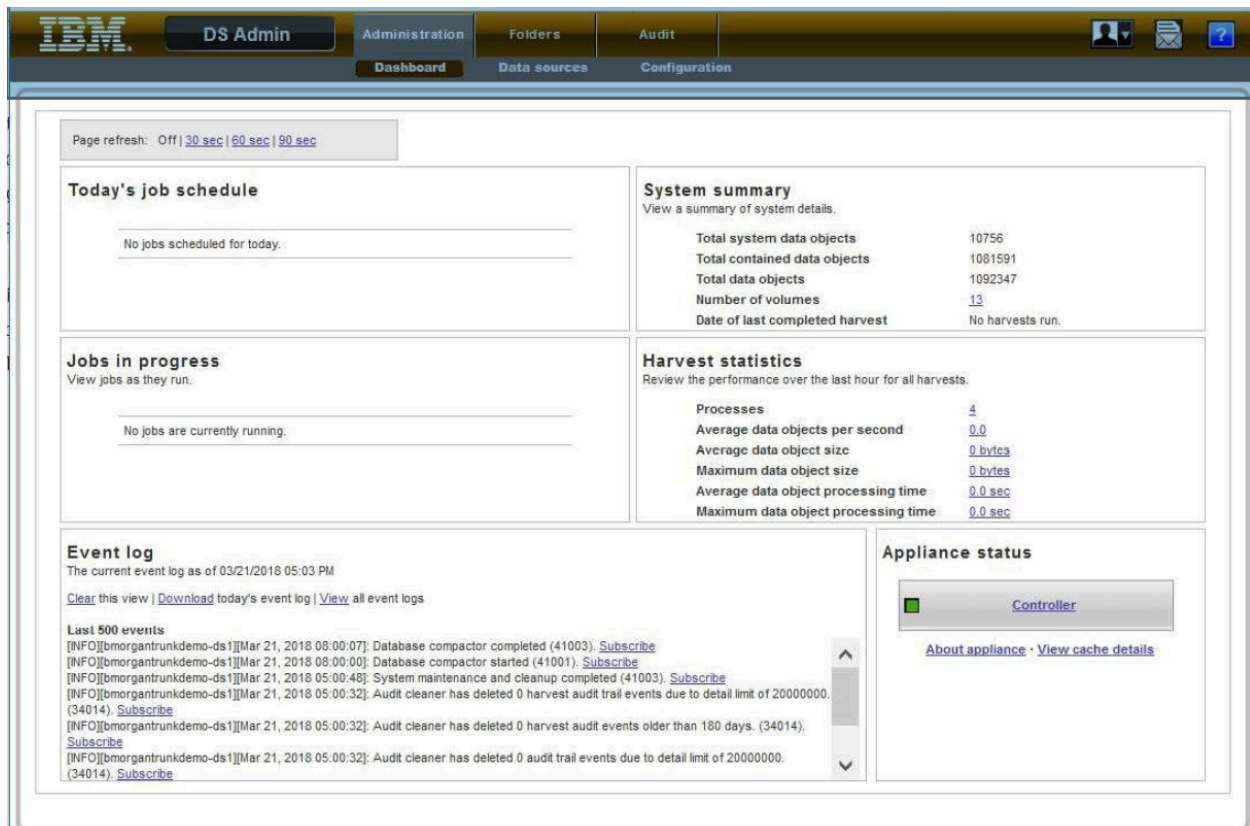 IBM.
DS Admin
Administration
Folders
Audit
Dashboard
Data sources
Configuration
?
Page refresh: Off | 30 sec | 60 sec | 90 sec
Today's job schedule
No jobs scheduled for today.
System summary
View a summary of system details.
Total system data objects 10756
Total contained data objects 1081591
Total data objects 1092347
Number of volumes 13
Date of last completed harvest No harvests run.
Jobs in progress
View jobs as they run.
No jobs are currently running.
Harvest statistics
Review the performance over the last hour for all harvests.
Processes 4
Average data objects per second 0.0
Average data object size 0 bytes
Maximum data object size 0 bytes
Average data object processing time 0.0 sec
Maximum data object processing time 0.0 sec
Event log
The current event log as of 03/21/2018 05:03 PM
Clear this view | Download today's event log | View all event logs
Last 500 events
[INFO][bmorgantrunkdemo-ds1][Mar 21, 2018 08:00:07]: Database compactor completed (41003). Subscribe
[INFO][bmorgantrunkdemo-ds1][Mar 21, 2018 08:00:00]: Database compactor started (41001). Subscribe
[INFO][bmorgantrunkdemo-ds1][Mar 21, 2018 05:00:48]: System maintenance and cleanup completed (41003). Subscribe
[INFO][bmorgantrunkdemo-ds1][Mar 21, 2018 05:00:32]: Audit cleaner has deleted 0 harvest audit trail events due to detail limit of 20000000.
(34014). Subscribe
[INFO][bmorgantrunkdemo-ds1][Mar 21, 2018 05:00:32]: Audit cleaner has deleted 0 harvest audit events older than 180 days. (34014).
Subscribe
[INFO][bmorgantrunkdemo-ds1][Mar 21, 2018 05:00:32]: Audit cleaner has deleted 0 audit trail events due to detail limit of 20000000.
(34014). Subscribe
Appliance status
Controller
About appliance · View cache details